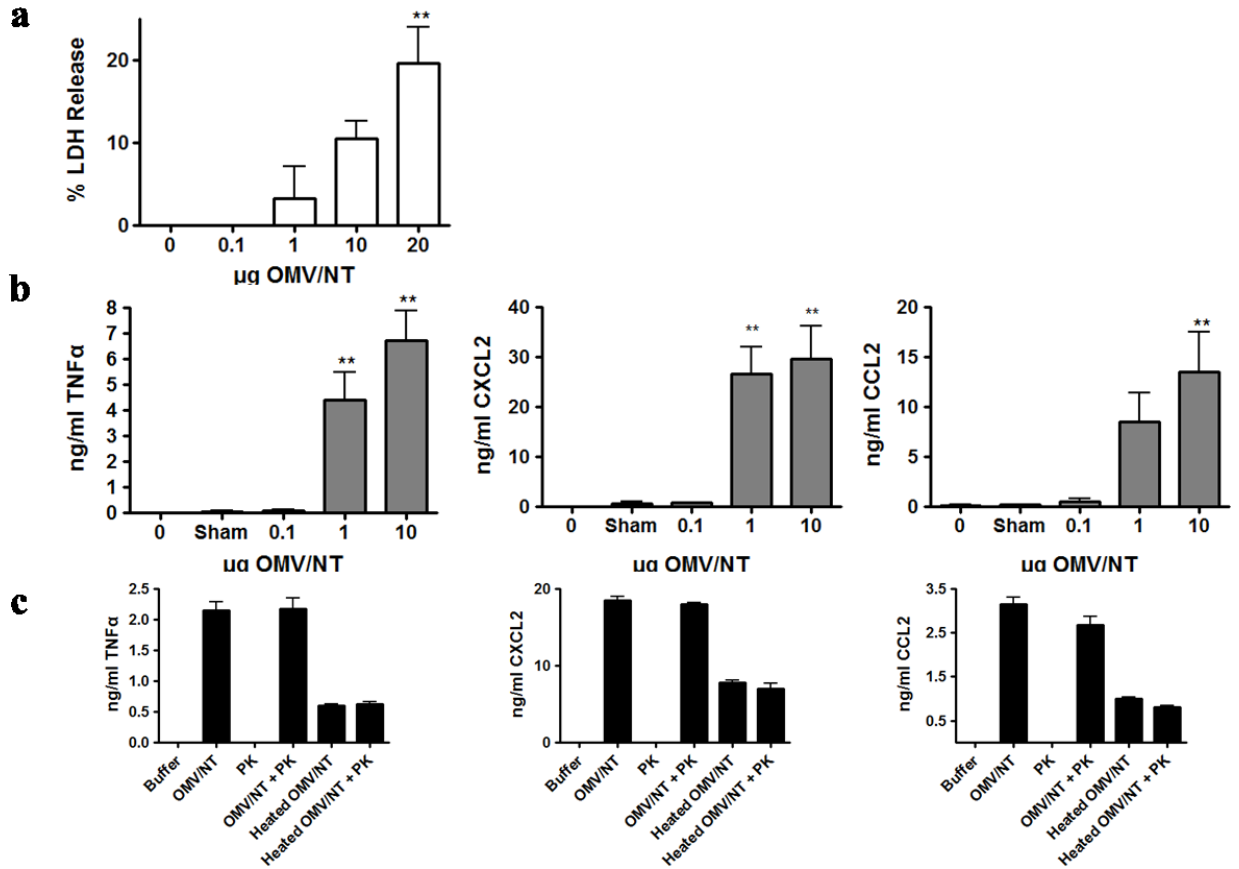 a
% LDH Release
20
10
0
0 0.1 1 10 20
**
µg OMV/NT
b
ng/ml TNFα
8
7
6
5
4
3
2
1
0
** **
0 Sham 0.1 1 10
µg OMV/NT
ng/ml CXCL2
40
30
20
10
0
** **
0 Sham 0.1 1 10
µg OMV/NT
ng/ml CCL2
20
15
10
5
0
**
0 Sham 0.1 1 10
µg OMV/NT
c
ng/ml TNFα
2.5
2.0
1.5
1.0
0.5
0.0
Buffer
OMV/NT
PK
OMV/NT + PK
Heated OMV/NT
Heated OMV/NT + PK
ng/ml CXCL2
20
10
0
Buffer
OMV/NT
PK
OMV/NT + PK
Heated OMV/NT
Heated OMV/NT + PK
ng/ml CCL2
3.5
2.5
1.5
0.5
Buffer
OMV/NT
PK
OMV/NT + PK
Heated OMV/NT
Heated OMV/NT + PK